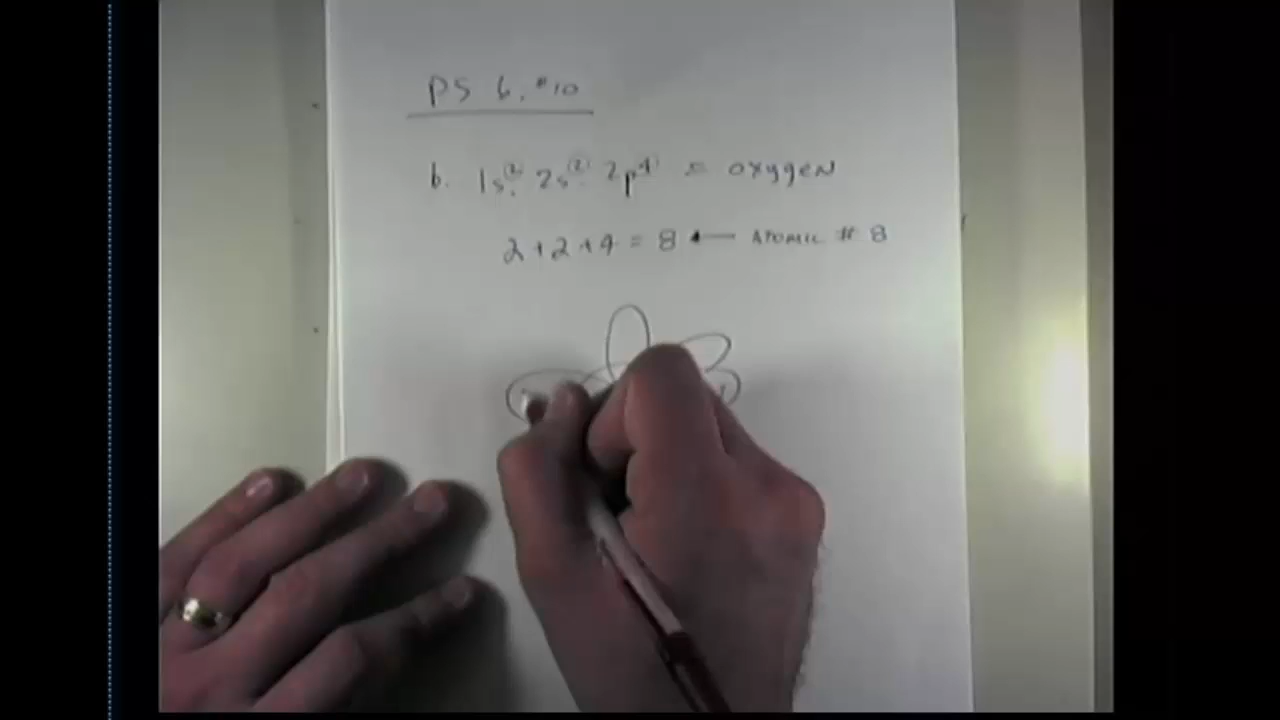 PS 6, #10
b. 1s② 2s② 2p④ = oxygen
2+2+4 = 8 ← ATOMIC # 8